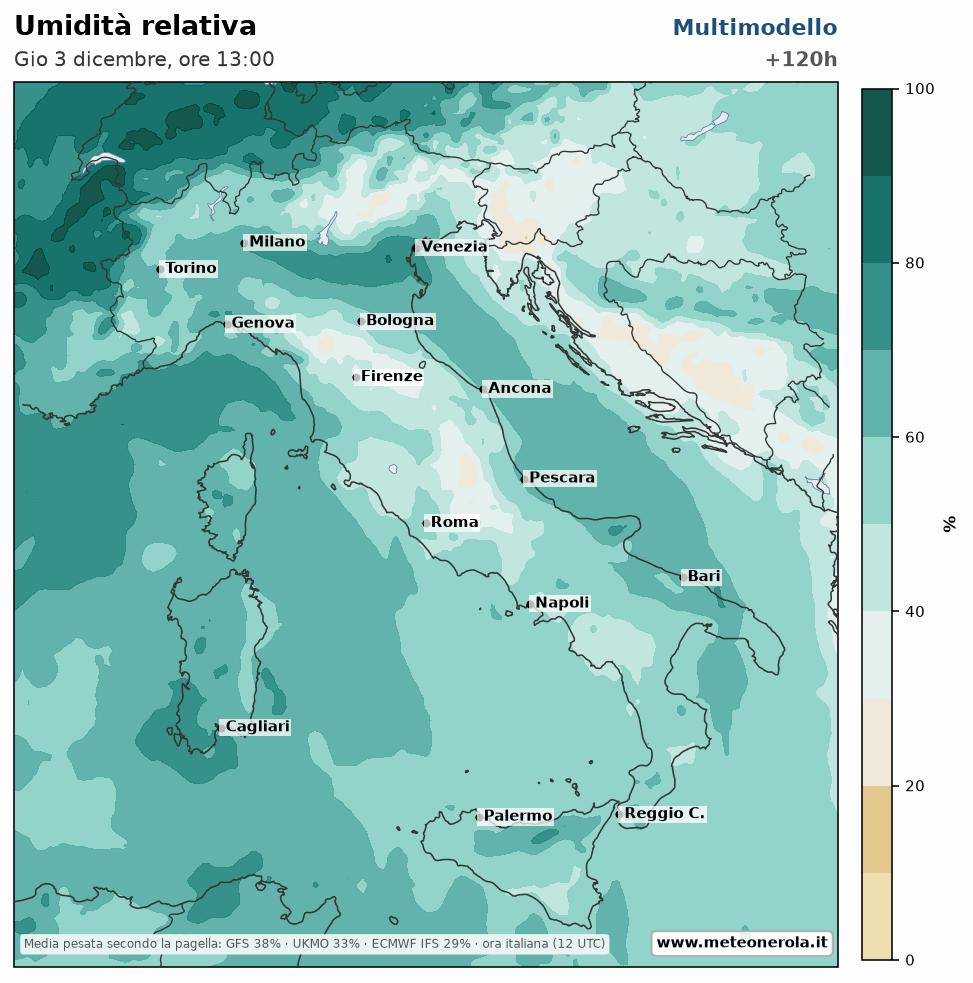 Umidità relativa
Multimodello
Gio 3 dicembre, ore 13:00
+120h
100
80
60
40
20
0
%
Milano
Venezia
Torino
Genova
Bologna
Firenze
Ancona
Pescara
Roma
Bari
Napoli
Cagliari
Palermo
Reggio C.
Media pesata secondo la pagella: GFS 38% · UKMO 33% · ECMWF IFS 29% · ora italiana (12 UTC)
www.meteonerola.it